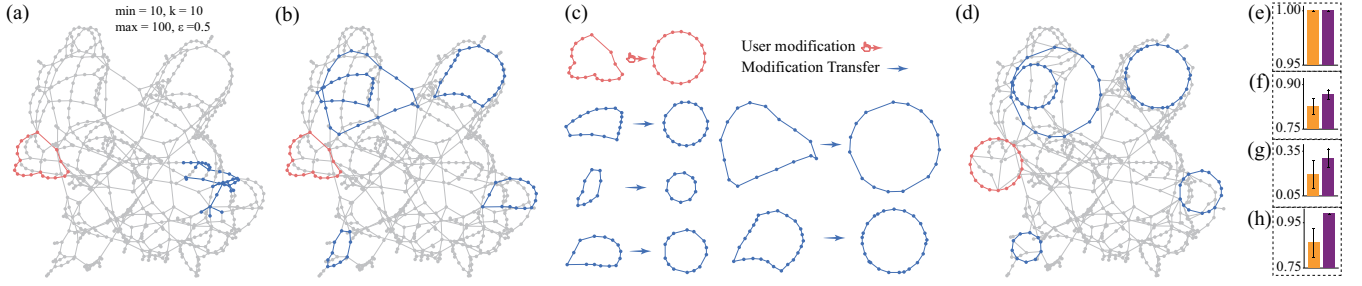 (a)
min = 10, k = 10
max = 100, ε =0.5
(b)
(c)
User modification
Modification Transfer
(d)
(e)
1.00
0.95
(f)
0.90
0.75
(g)
0.35
0.05
(h)
0.95
0.75